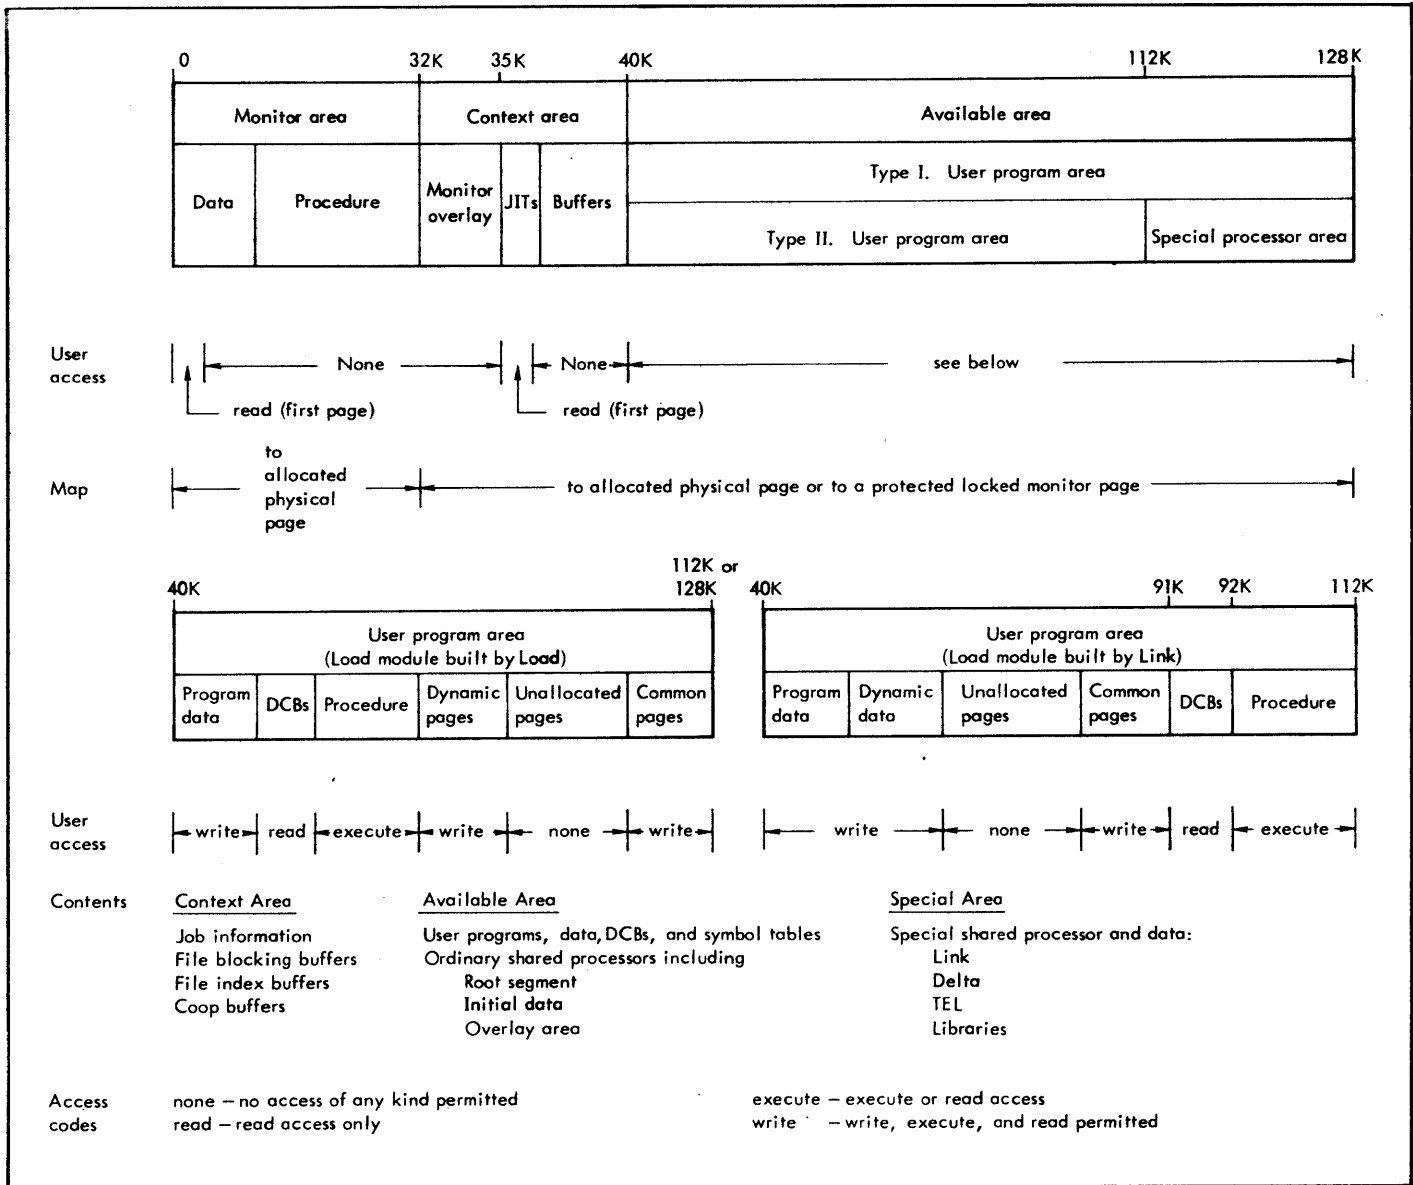 0 32K 35K 40K 112K 128K
Monitor area Context area Available area
Data Procedure Monitor overlay JITs Buffers Type I. User program area
Type II. User program area Special processor area
User access None None see below
read (first page) read (first page)
Map to allocated physical page to allocated physical page or to a protected locked monitor page
40K 112K or 128K 40K 91K 92K 112K
User program area
(Load module built by Load)
User program area
(Load module built by Link)
Program data DCBs Procedure Dynamic pages Unallocated pages Common pages
Program data Dynamic data Unallocated pages Common pages DCBs Procedure
User access write read execute write none write write none write read execute
Contents
Context Area
Job information
File blocking buffers
File index buffers
Coop buffers
Available Area
User programs, data, DCBs, and symbol tables
Ordinary shared processors including
Root segment
Initial data
Overlay area
Special Area
Special shared processor and data:
Link
Delta
TEL
Libraries
Access codes
none – no access of any kind permitted
read – read access only
execute – execute or read access
write – write, execute, and read permitted